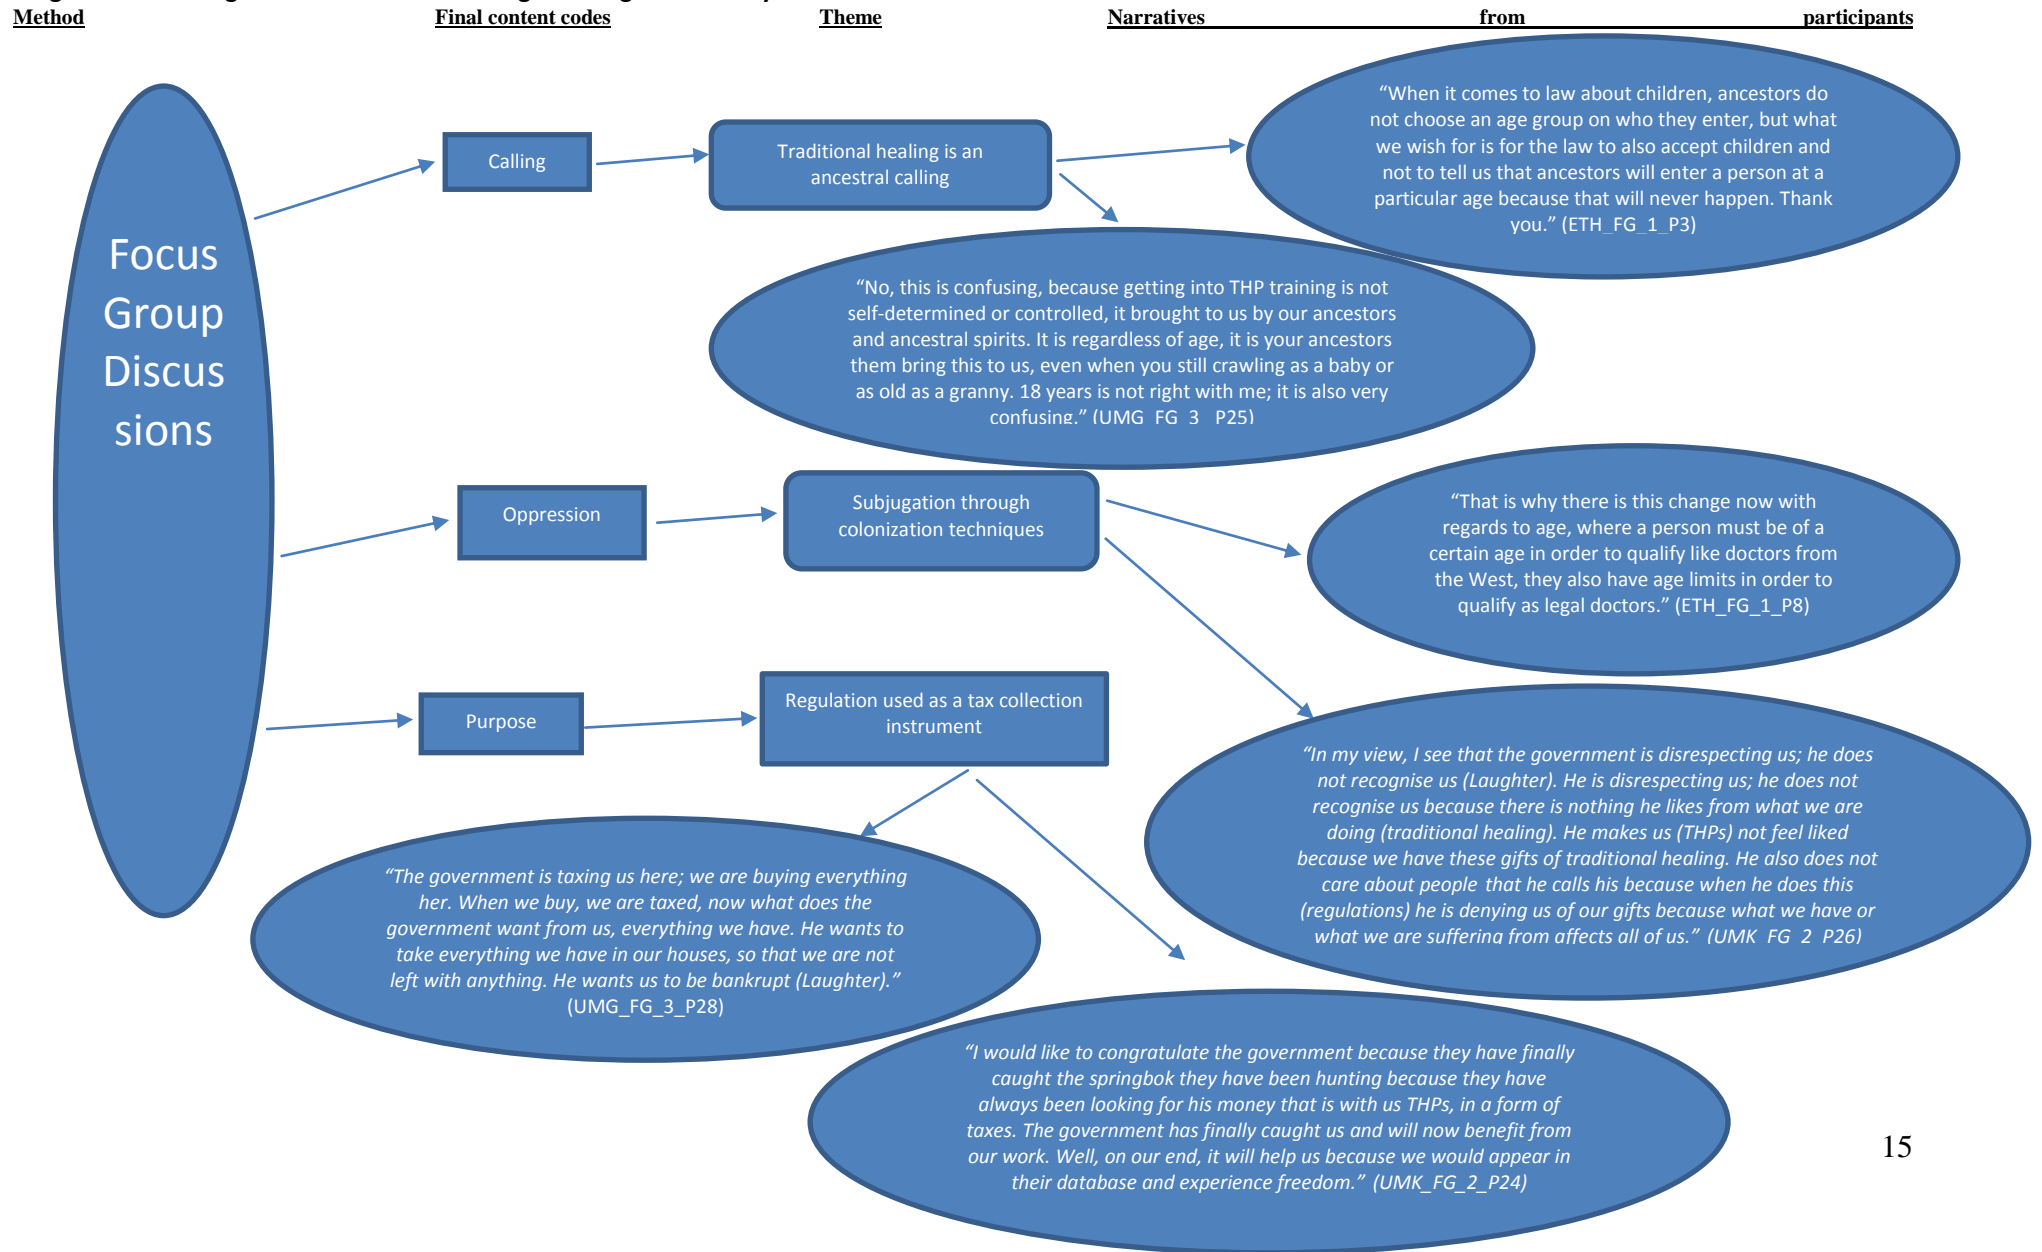 Method Final content codes Theme Narratives from participants
Focus
Group
Discus
sions
Calling
Traditional healing is an
ancestral calling
“When it comes to law about children, ancestors do
not choose an age group on who they enter, but what
we wish for is for the law to also accept children and
not to tell us that ancestors will enter a person at a
particular age because that will never happen. Thank
you.” (ETH_FG_1_P3)
“No, this is confusing, because getting into THP training is not
self-determined or controlled, it brought to us by our ancestors
and ancestral spirits. It is regardless of age, it is your ancestors
them bring this to us, even when you still crawling as a baby or
as old as a granny. 18 years is not right with me; it is also very
confusing.” (UMG_FG_3_ P25)
Oppression
Subjugation through
colonization techniques
“That is why there is this change now with
regards to age, where a person must be of a
certain age in order to qualify like doctors from
the West, they also have age limits in order to
qualify as legal doctors.” (ETH_FG_1_P8)
Purpose
Regulation used as a tax collection
instrument
“In my view, I see that the government is disrespecting us; he does
not recognise us (Laughter). He is disrespecting us; he does not
recognise us because there is nothing he likes from what we are
doing (traditional healing). He makes us (THPs) not feel liked
because we have these gifts of traditional healing. He also does not
care about people that he calls his because when he does this
(regulations) he is denying us of our gifts because what we have or
what we are suffering from affects all of us.” (UMK_FG_2_P26)
“The government is taxing us here; we are buying everything
her. When we buy, we are taxed, now what does the
government want from us, everything we have. He wants to
take everything we have in our houses, so that we are not
left with anything. He wants us to be bankrupt (Laughter).”
(UMG_FG_3_P28)
“I would like to congratulate the government because they have finally
caught the springbok they have been hunting because they have
always been looking for his money that is with us THPs, in a form of
taxes. The government has finally caught us and will now benefit from
our work. Well, on our end, it will help us because we would appear in
their database and experience freedom.” (UMK_FG_2_P24)
15